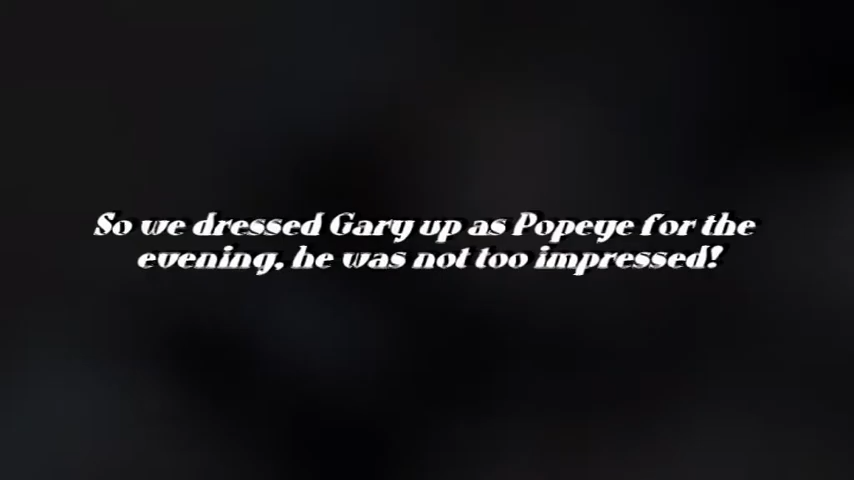 So we dressed Gary up as Popeye for the
evening, he was not too impressed!